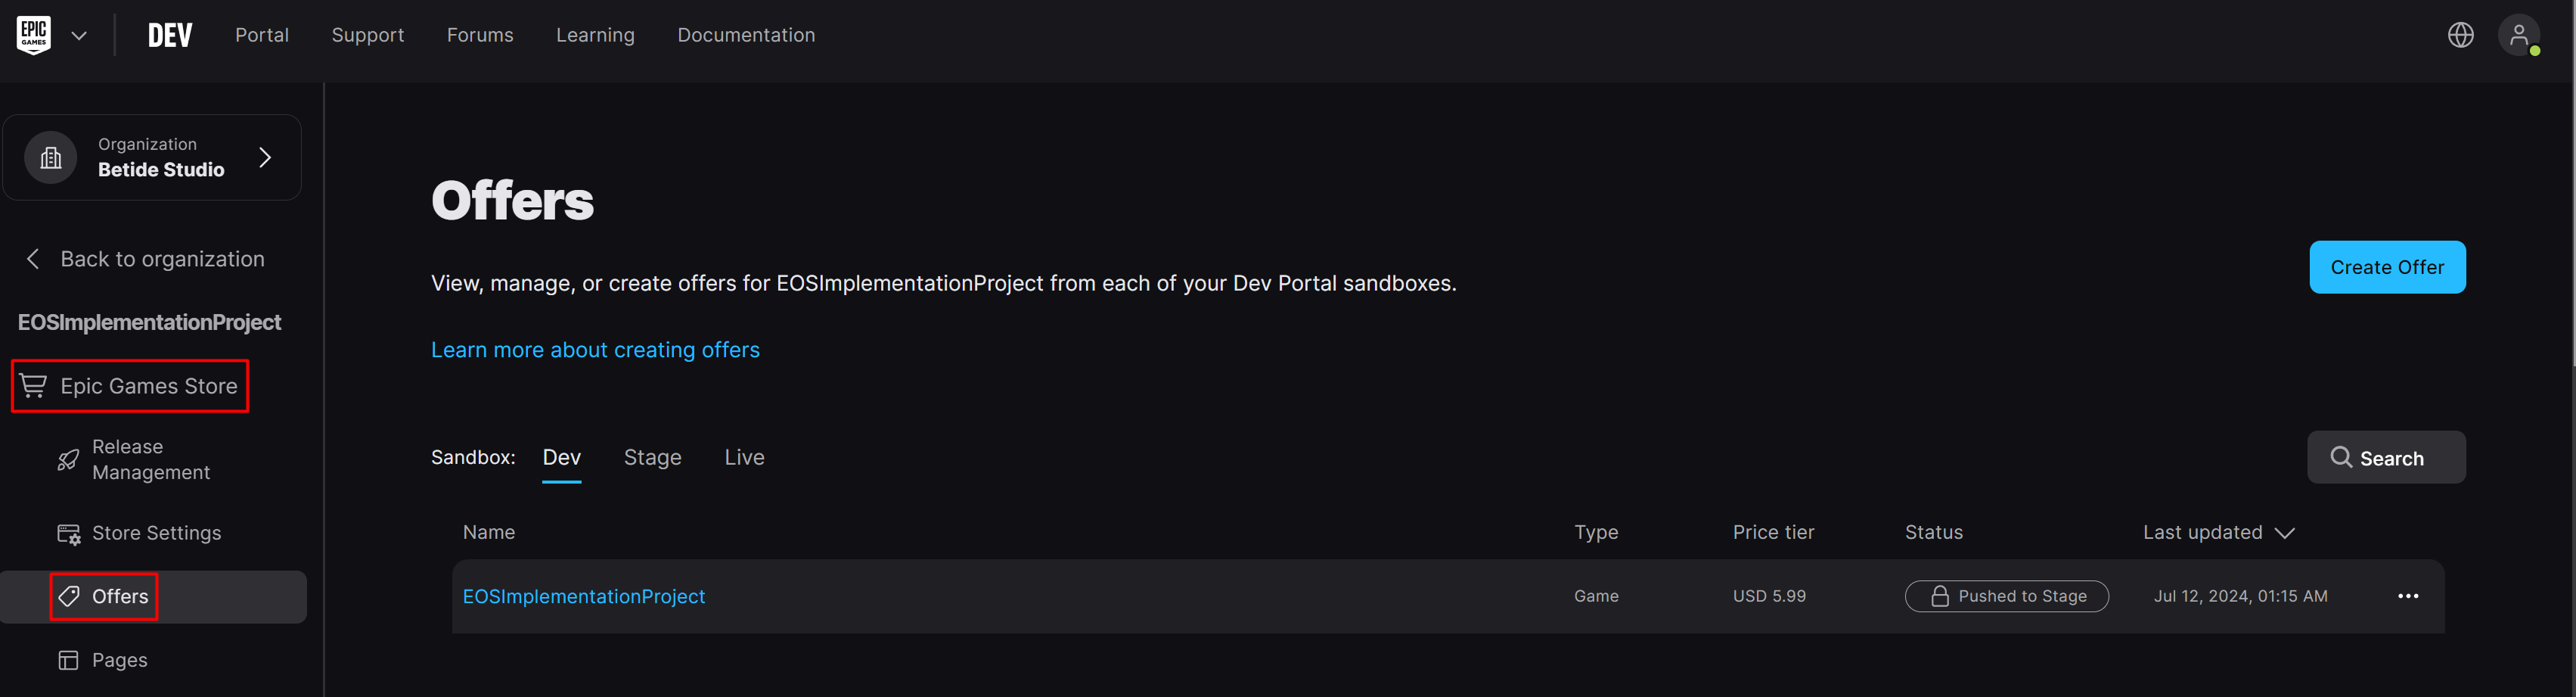 EPIC
GAMES
DEV
Portal
Support
Forums
Learning
Documentation
Organization
Betide Studio
Back to organization
EOSImplementationProject
Epic Games Store
Release
Management
Store Settings
Offers
Pages
Offers
View, manage, or create offers for EOSImplementationProject from each of your Dev Portal sandboxes.
Create Offer
Learn more about creating offers
Sandbox:
Dev
Stage
Live
Search
Name
Type
Price tier
Status
Last updated
EOSImplementationProject
Game
USD 5.99
Pushed to Stage
Jul 12, 2024, 01:15 AM